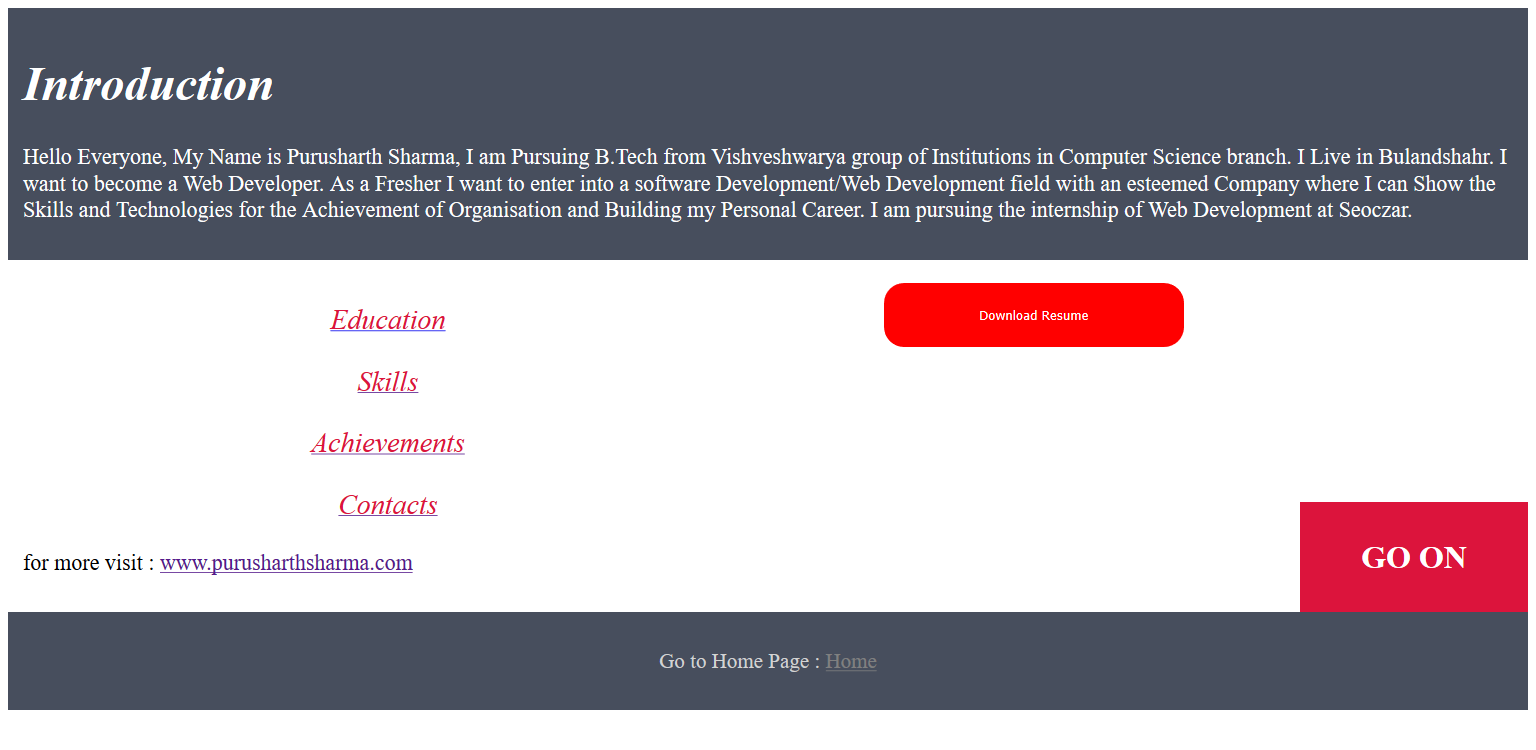 Introduction
Hello Everyone, My Name is Purusharth Sharma, I am Pursuing B.Tech from Vishveshwarya group of Institutions in Computer Science branch. I Live in Bulandshahr. I
want to become a Web Developer. As a Fresher I want to enter into a software Development/Web Development field with an esteemed Company where I can Show the
Skills and Technologies for the Achievement of Organisation and Building my Personal Career. I am pursuing the internship of Web Development at Seoczar.
Download Resume
Education
Skills
Achievements
Contacts
for more visit : www.purusharthsharma.com
GO ON
Go to Home Page : Home